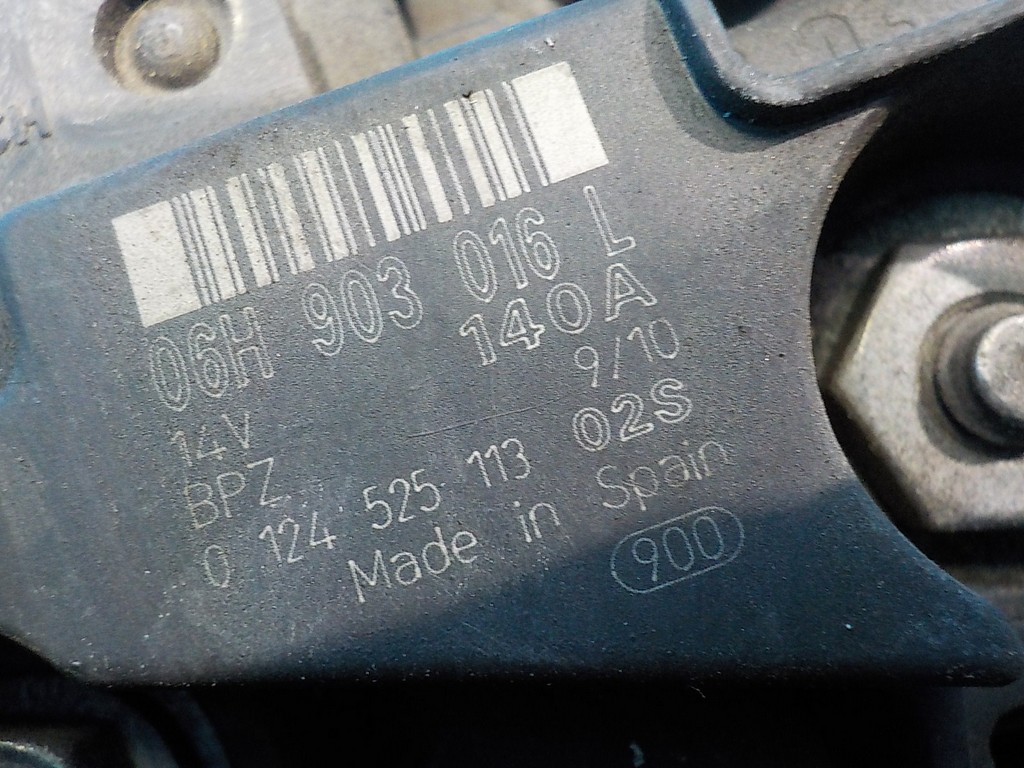 06H 903 016 L
14V 140A
BPZ 9/10
0 124 525 113 02S
Made in Spain
900